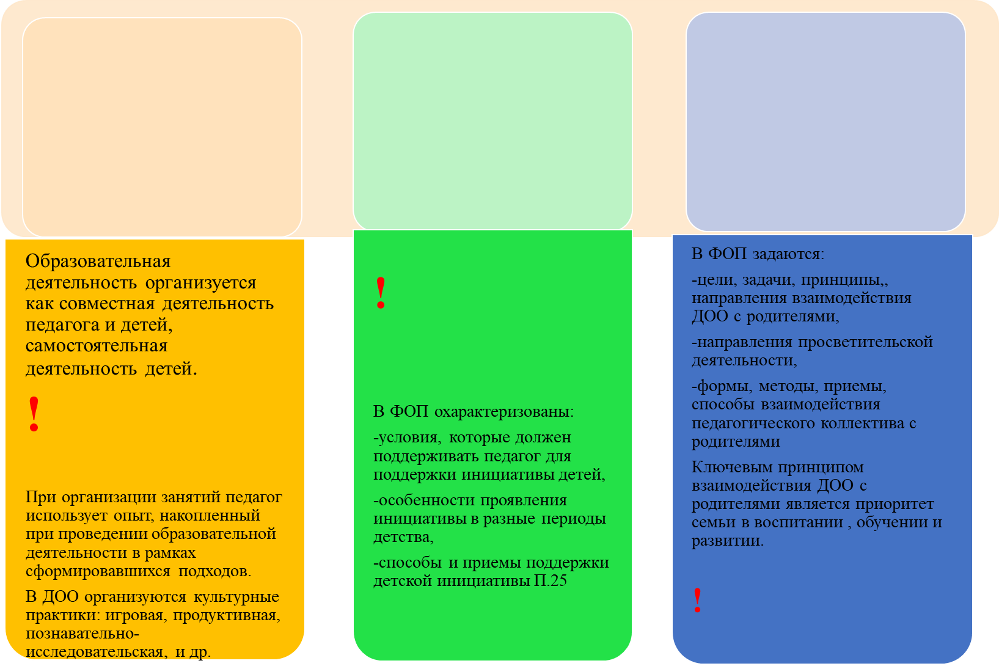 Образовательная
деятельность организуется
как совместная деятельность
педагога и детей,
самостоятельная
деятельность детей.
!
При организации занятий педагог
использует опыт, накопленный
при проведении образовательной
деятельности в рамках
сформировавшихся подходов.
В ДОО организуются культурные
практики: игровая, продуктивная,
познавательно-
исследовательская, и др.
!
В ФОП охарактеризованы:
-условия, которые должен
поддерживать педагог для
поддержки инициативы детей,
-особенности проявления
инициативы в разные периоды
детства,
-способы и приемы поддержки
детской инициативы П.25
В ФОП задаются:
-цели, задачи, принципы,,
направления взаимодействия
ДОО с родителями,
-направления просветительской
деятельности,
-формы, методы, приемы,
способы взаимодействия
педагогического коллектива с
родителями
Ключевым принципом
взаимодействия ДОО с
родителями является приоритет
семьи в воспитании , обучении и
развитии.
!